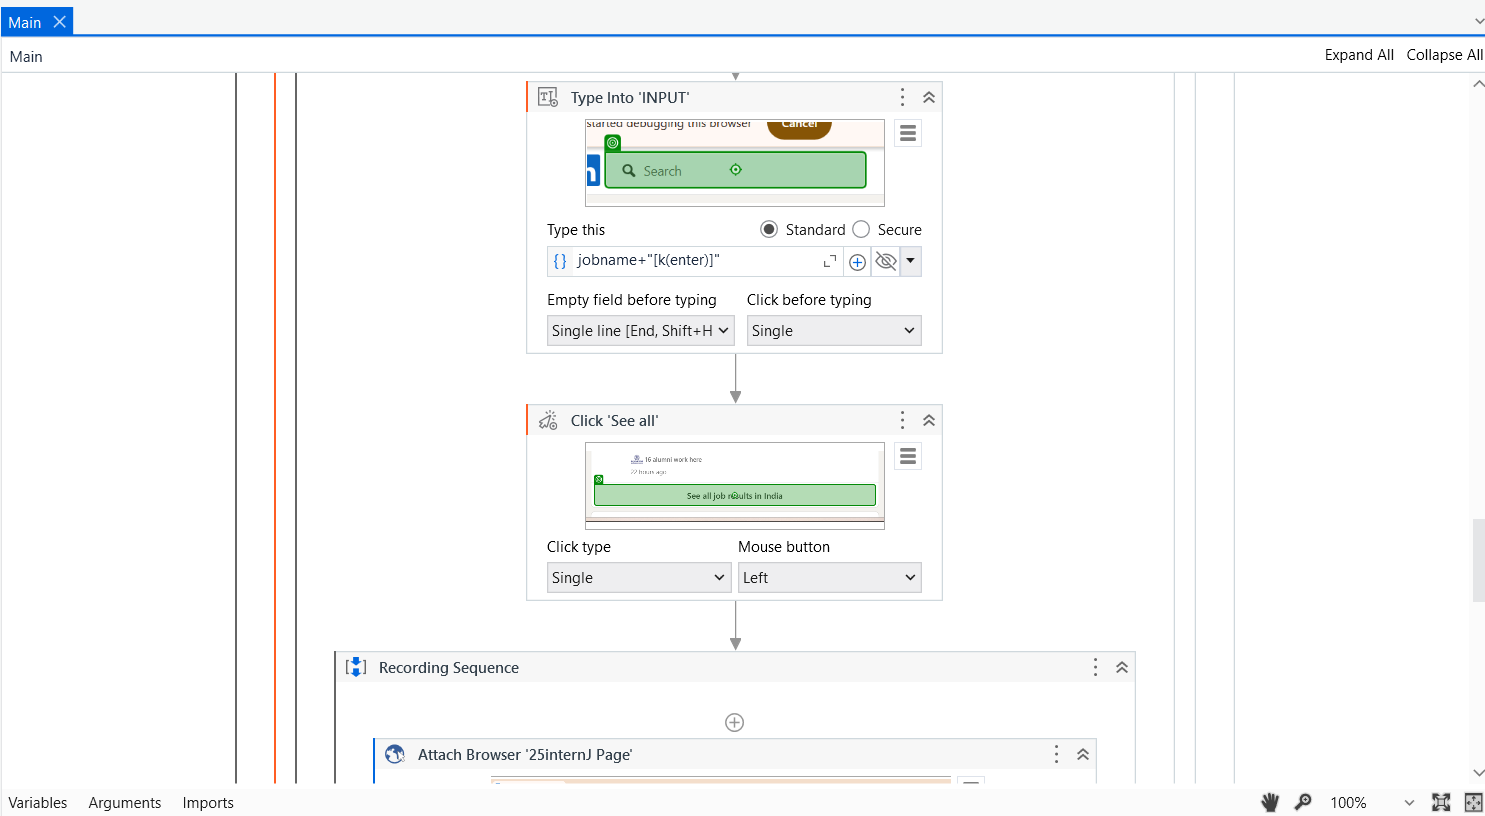 Main
Main
Expand All Collapse All
Type Into 'INPUT'
started debugging this browser Cancel
Search
Type this
Standard Secure
jobname+"[k(enter)]"
Empty field before typing Click before typing
Single line [End, Shift+H Single
Click 'See all'
16 alumni work here
22 hours ago
See all job results in India
Click type Mouse button
Single Left
Recording Sequence
Attach Browser '25internJ Page'
Variables Arguments Imports 100%